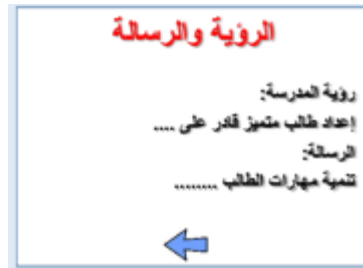 الرؤية والرسالة
رؤية المدرسة:
إعداد طالب متميز قادر على ....
الرسالة:
تنمية مهارات الطالب ........